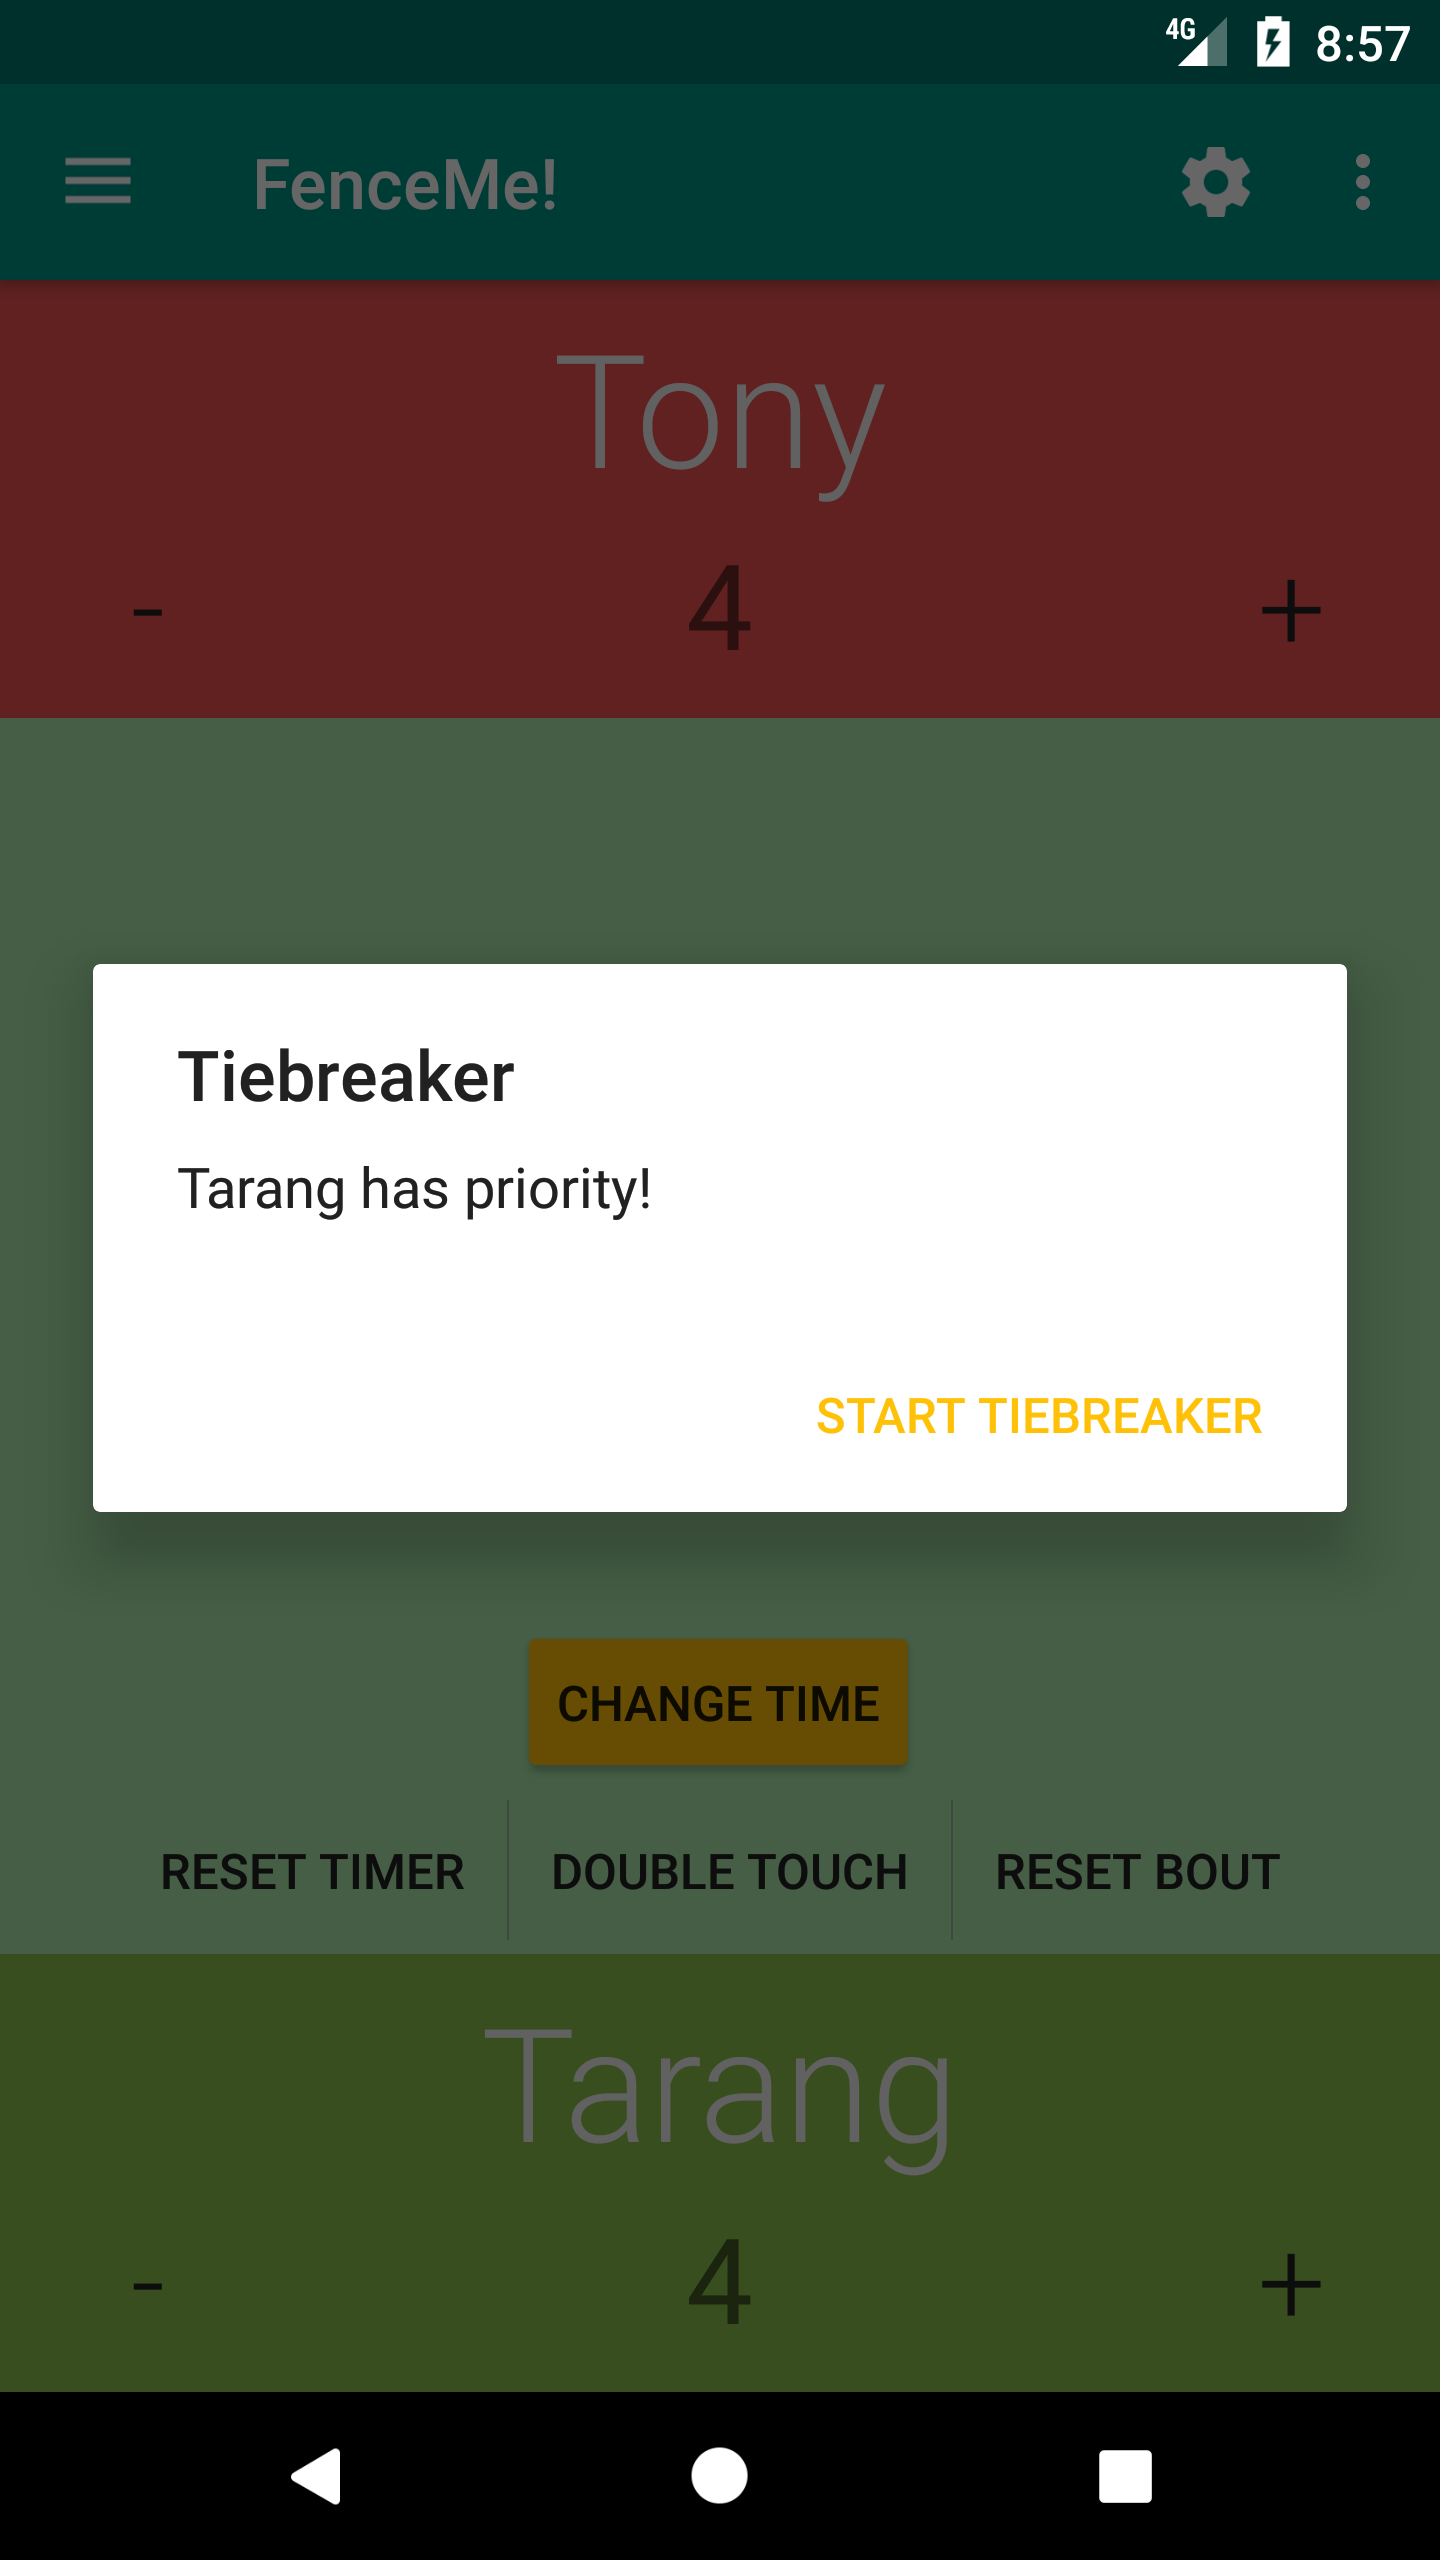 4G 8:57
FenceMe!
Tony
- 4 +
Tiebreaker
Tarang has priority!
START TIEBREAKER
CHANGE TIME
RESET TIMER DOUBLE TOUCH RESET BOUT
Tarang
- 4 +